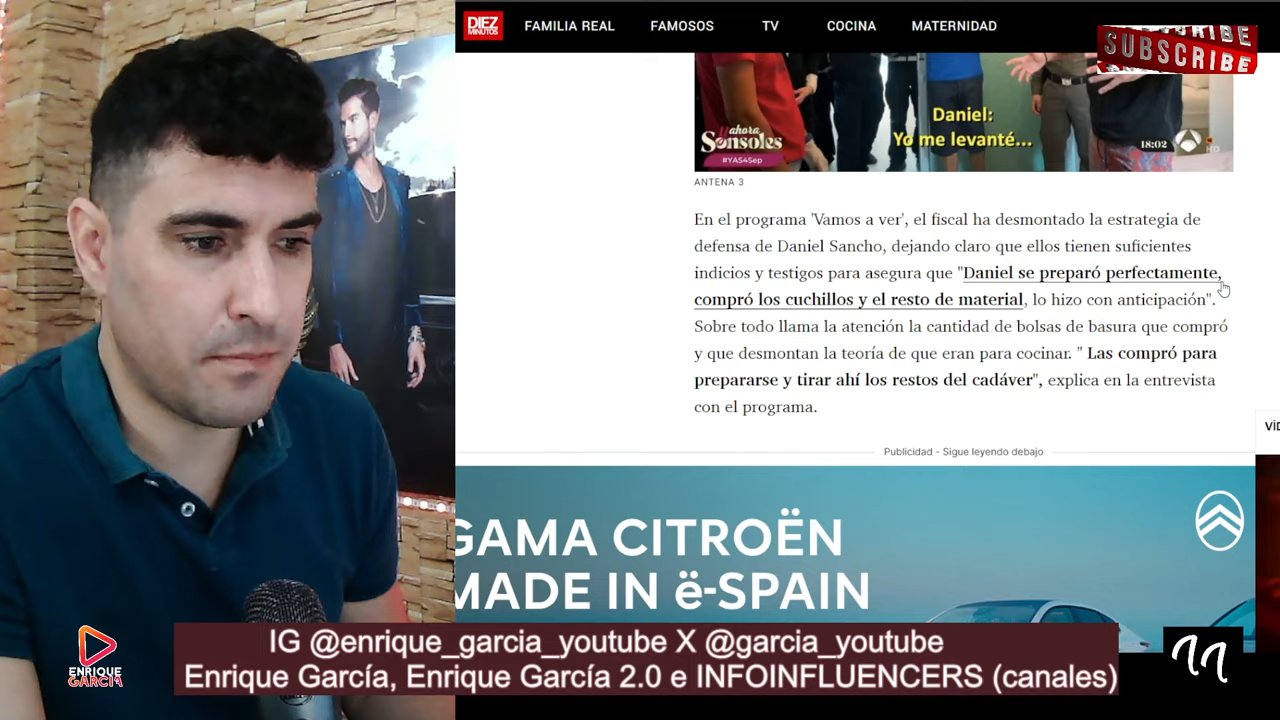 DIEZ
MINUTOS
FAMILIA REAL
FAMOSOS
TV
COCINA
MATERNIDAD
SUBSCRIBE
SUBSCRIBE
Daniel:
Yo me levanté...
Y ahora
Sonsoles
#YAS4Sep
18:02
HD
ANTENA 3
En el programa 'Vamos a ver', el fiscal ha desmontado la estrategia de
defensa de Daniel Sancho, dejando claro que ellos tienen suficientes
indicios y testigos para asegura que "Daniel se preparó perfectamente,
compró los cuchillos y el resto de material, lo hizo con anticipación".
Sobre todo llama la atención la cantidad de bolsas de basura que compró
y que desmontan la teoría de que eran para cocinar. " Las compró para
prepararse y tirar ahí los restos del cadáver", explica en la entrevista
con el programa.
Publicidad - Sigue leyendo debajo
GAMA CITROËN
MADE IN ë-SPAIN
ENRIQUE
GARCÍA
IG @enrique_garcia_youtube X @garcia_youtube
Enrique García, Enrique García 2.0 e INFOINFLUENCERS (canales)